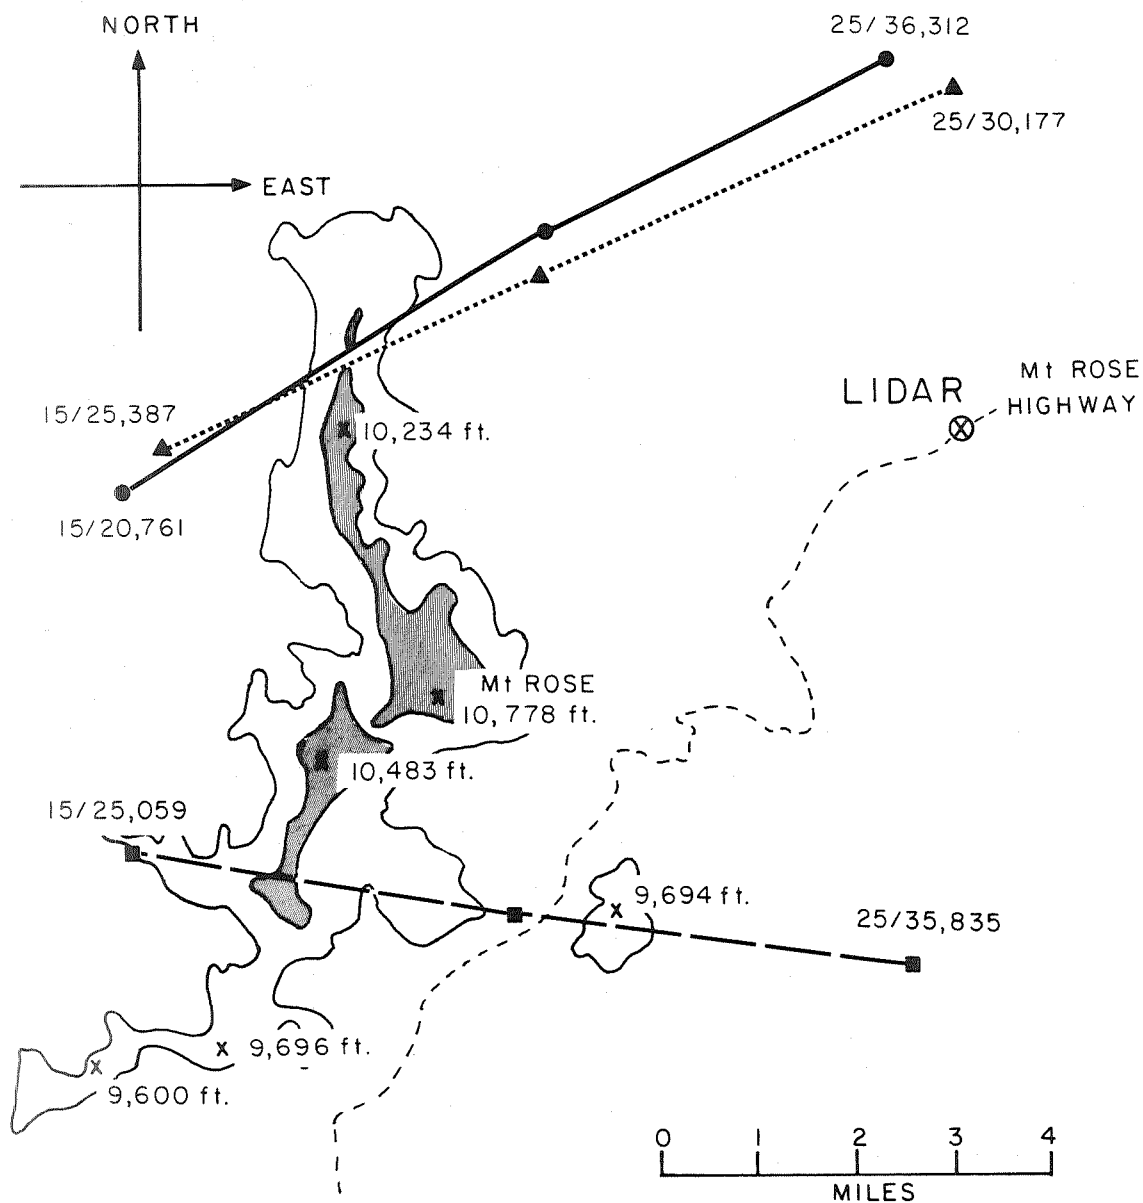 NORTH
25/36,312
25/30,177
EAST
Mt ROSE
HIGHWAY
LIDAR
15/25,387
10,234 ft.
15/20,761
Mt ROSE
10,778 ft.
10,483 ft.
15/25,059
9,694 ft.
25/35,835
9,696 ft.
9,600 ft.
0 1 2 3 4
MILES